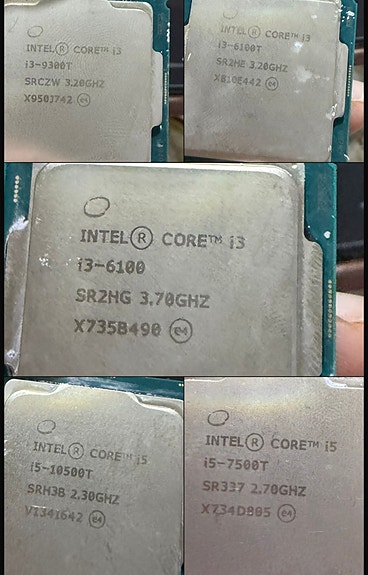 INTEL® CORE™ i3
i3-9300T
SRCZW 3.20GHZ
X950J742 e4
INTEL® CORE™ i3
i3-6100T
SR2HE 3.20GHZ
X810E442 e4
INTEL® CORE™ i3
i3-6100
SR2HG 3.70GHZ
X735B490 e4
INTEL® CORE™ i5
i5-10500T
SRH3B 2.30GHZ
V134I642 e4
INTEL® CORE™ i5
i5-7500T
SR337 2.70GHZ
X734D805 e4